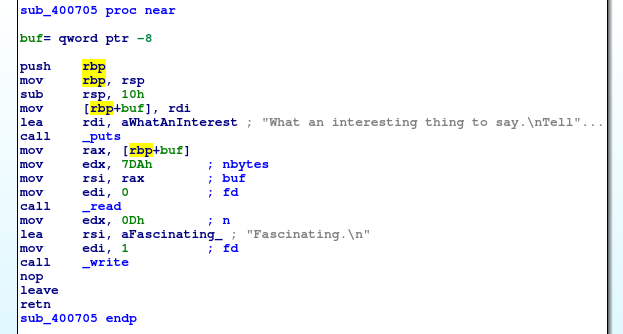 sub_400705 proc near
buf= qword ptr -8
push rbp
mov rbp, rsp
sub rsp, 10h
mov [rbp+buf], rdi
lea rdi, aWhatAnInterest ; "What an interesting thing to say.\nTell"...
call _puts
mov rax, [rbp+buf]
mov edx, 7DAh ; nbytes
mov rsi, rax ; buf
mov edi, 0 ; fd
call _read
mov edx, 0Dh ; n
lea rsi, aFascinating_ ; "Fascinating.\n"
mov edi, 1 ; fd
call _write
nop
leave
retn
sub_400705 endp